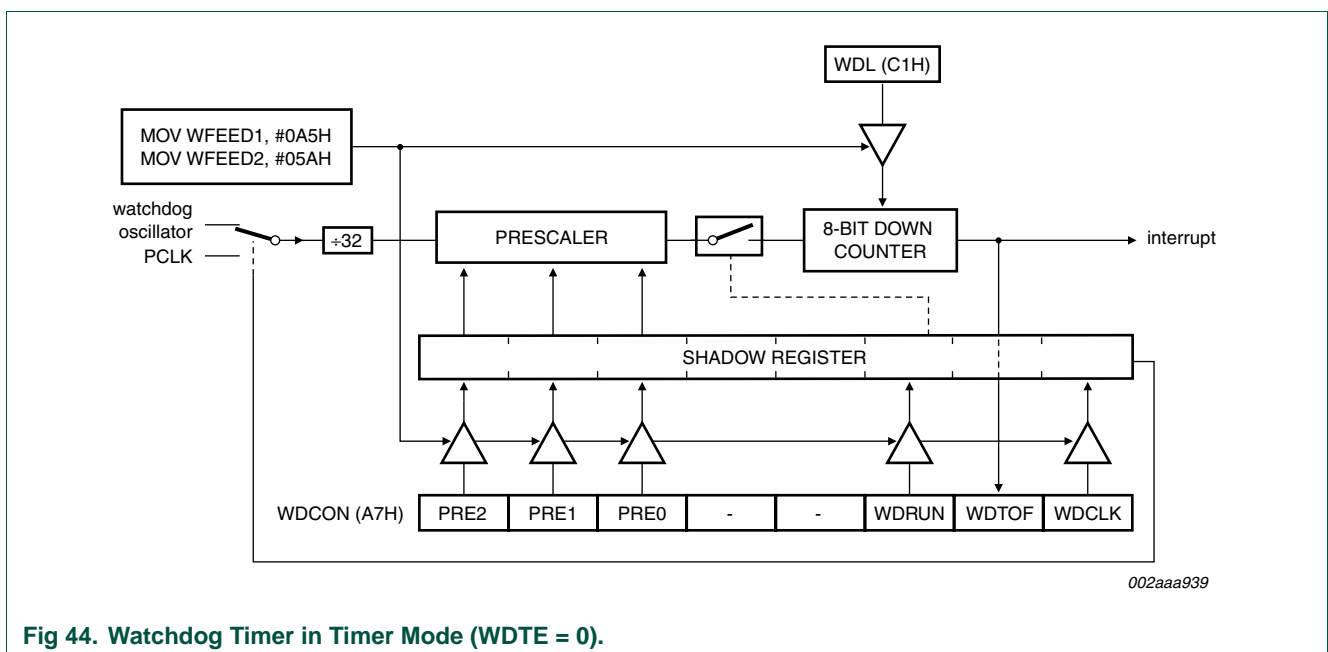 WDL (C1H)
MOV WFEED1, #0A5H
MOV WFEED2, #05AH
watchdog
oscillator
PCLK
÷32
PRESCALER
8-BIT DOWN
COUNTER
interrupt
SHADOW REGISTER
WDCON (A7H)
PRE2
PRE1
PRE0
-
-
WDRUN
WDTOF
WDCLK
002aaa939
Fig 44. Watchdog Timer in Timer Mode (WDTE = 0).